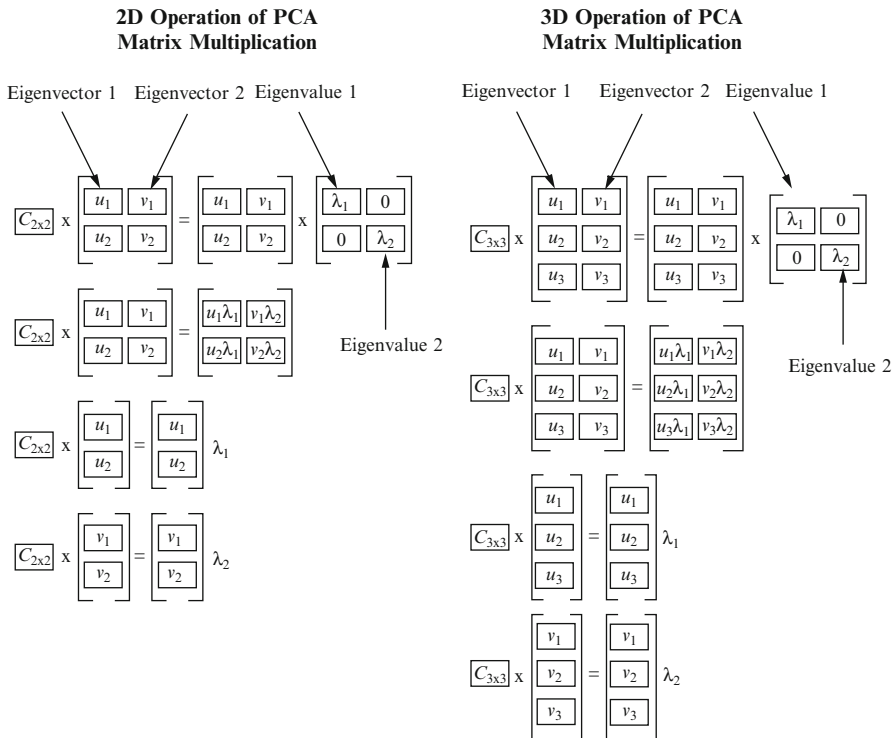 2D Operation of PCA
Matrix Multiplication
Eigenvector 1 Eigenvector 2 Eigenvalue 1
C2x2 x [u1 v1 = u1 v1 x λ1 0
u2 v2 u2 v2 0 λ2]
Eigenvalue 2
C2x2 x u1 v1 = u1λ1 v1λ2
u2 v2 u2λ1 v2λ2
C2x2 x u1 = u1 λ1
u2 u2
C2x2 x v1 = v1 λ2
v2 v2
3D Operation of PCA
Matrix Multiplication
Eigenvector 1 Eigenvector 2 Eigenvalue 1
u1 v1 u1 v1 λ1 0
C3x3 x u2 v2 = u2 v2 x
u3 v3 u3 v3 0 λ2
Eigenvalue 2
u1 v1 u1λ1 v1λ2
C3x3 x u2 v2 = u2λ1 v2λ2
u3 v3 u3λ1 v3λ2
u1 u1
C3x3 x u2 = u2 λ1
u3 u3
v1 v1
C3x3 x v2 = v2 λ2
v3 v3